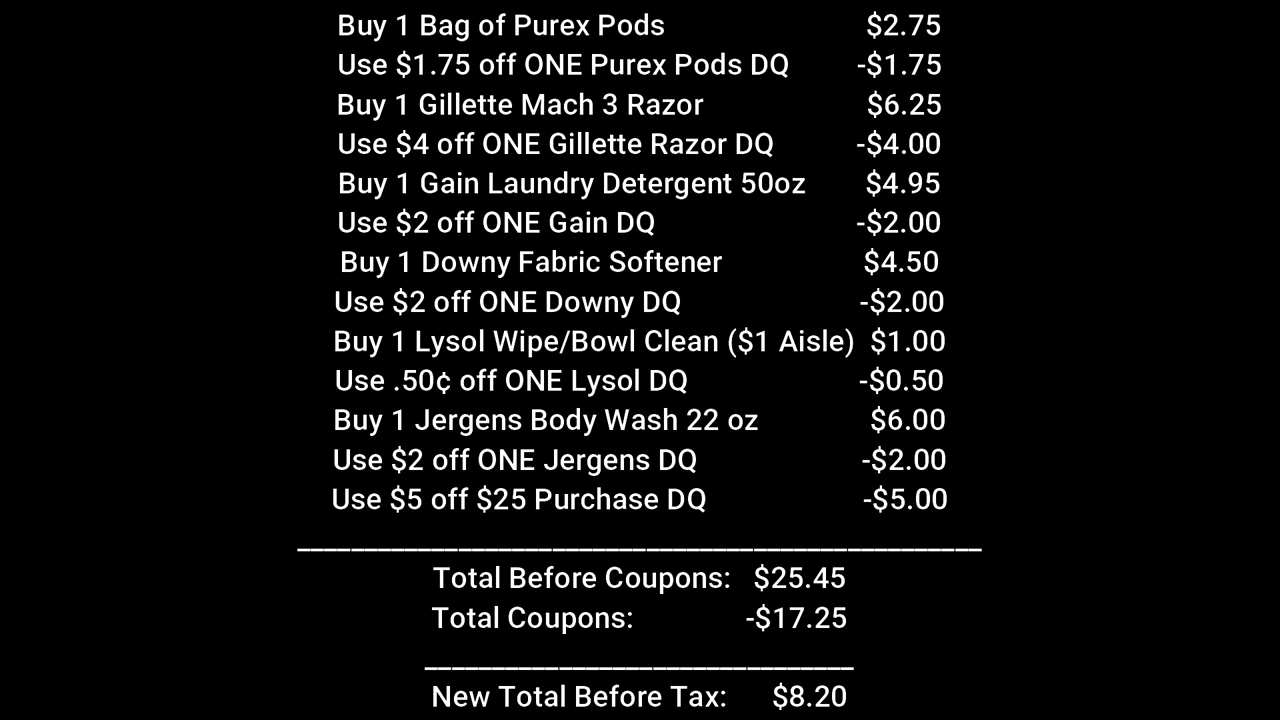 Buy 1 Bag of Purex Pods $2.75
Use $1.75 off ONE Purex Pods DQ -$1.75
Buy 1 Gillette Mach 3 Razor $6.25
Use $4 off ONE Gillette Razor DQ -$4.00
Buy 1 Gain Laundry Detergent 50oz $4.95
Use $2 off ONE Gain DQ -$2.00
Buy 1 Downy Fabric Softener $4.50
Use $2 off ONE Downy DQ -$2.00
Buy 1 Lysol Wipe/Bowl Clean ($1 Aisle) $1.00
Use .50¢ off ONE Lysol DQ -$0.50
Buy 1 Jergens Body Wash 22 oz $6.00
Use $2 off ONE Jergens DQ -$2.00
Use $5 off $25 Purchase DQ -$5.00
Total Before Coupons: $25.45
Total Coupons: -$17.25
New Total Before Tax: $8.20